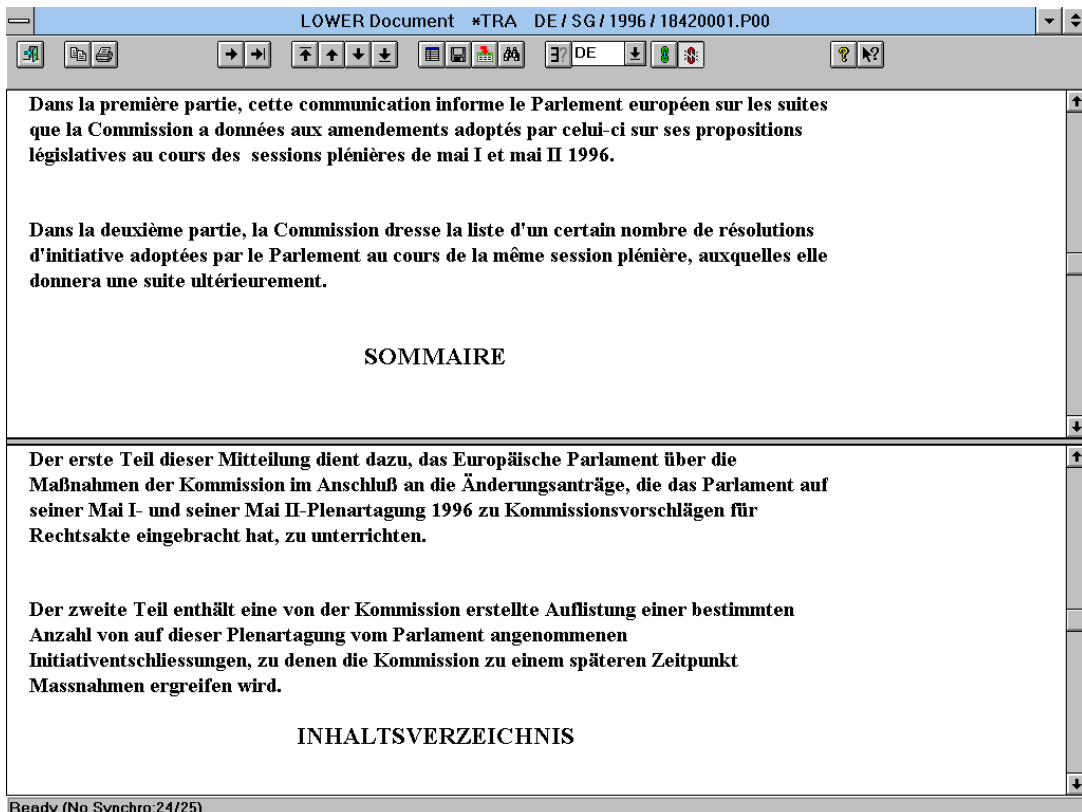 LOWER Document *TRA DE / SG / 1996 / 18420001.P00
DE
Dans la première partie, cette communication informe le Parlement européen sur les suites
que la Commission a données aux amendements adoptés par celui-ci sur ses propositions
législatives au cours des sessions plénières de mai I et mai II 1996.
Dans la deuxième partie, la Commission dresse la liste d'un certain nombre de résolutions
d'initiative adoptées par le Parlement au cours de la même session plénière, auxquelles elle
donnera une suite ultérieurement.
SOMMAIRE
Der erste Teil dieser Mitteilung dient dazu, das Europäische Parlament über die
Maßnahmen der Kommission im Anschluß an die Änderungsanträge, die das Parlament auf
seiner Mai I- und seiner Mai II-Plenartagung 1996 zu Kommissionsvorschlägen für
Rechtsakte eingebracht hat, zu unterrichten.
Der zweite Teil enthält eine von der Kommission erstellte Auflistung einer bestimmten
Anzahl von auf dieser Plenartagung vom Parlament angenommenen
Initiativentschliessungen, zu denen die Kommission zu einem späteren Zeitpunkt
Massnahmen ergreifen wird.
INHALTSVERZEICHNIS
Ready (No Synchro:24/25)